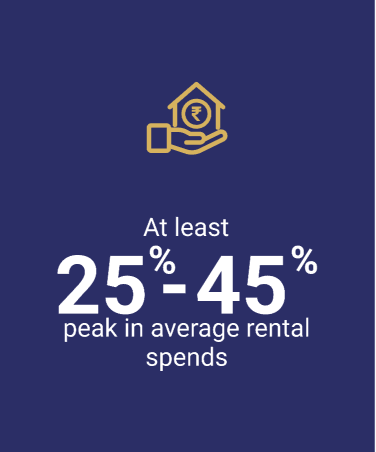 ₹
At least
25%-45%
peak in average rental
spends